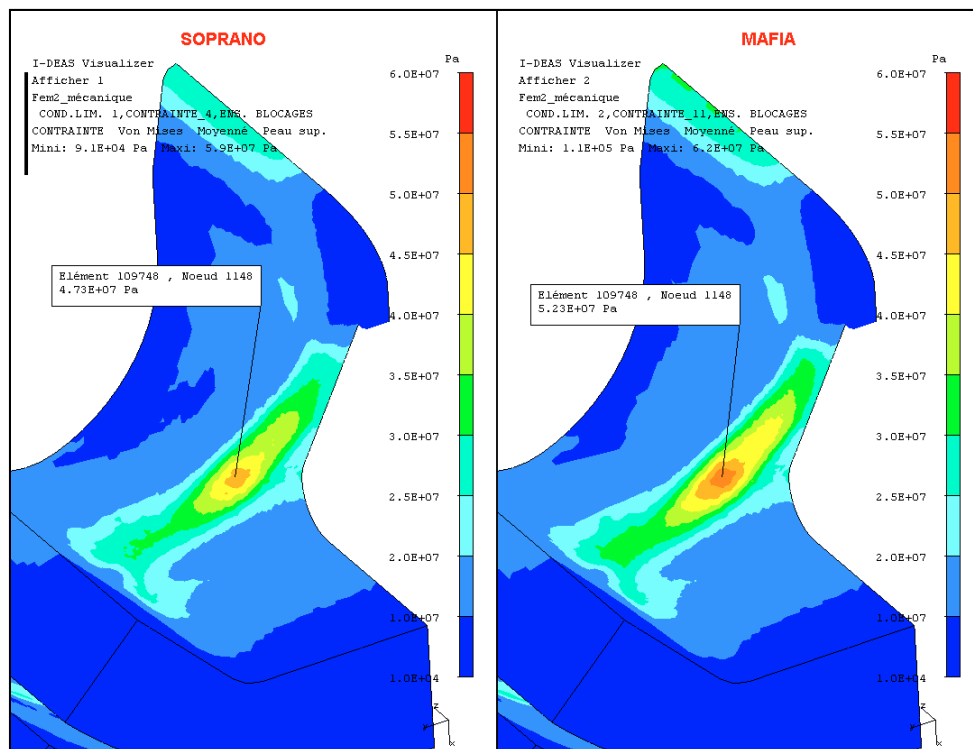 SOPRANO
I-DEAS Visualizer
Afficher 1
Fem2_mécanique
COND.LIM. 1,CONTRAINTE_4,ENS. BLOCAGES
CONTRAINTE Von Mises Moyenné Peau sup.
Mini: 9.1E+04 Pa Maxi: 5.9E+07 Pa
Elément 109748 , Noeud 1148
4.73E+07 Pa
Pa
6.0E+07
5.5E+07
5.0E+07
4.5E+07
4.0E+07
3.5E+07
3.0E+07
2.5E+07
2.0E+07
1.0E+07
1.0E+04
z
x
MAFIA
I-DEAS Visualizer
Afficher 2
Fem2_mécanique
COND.LIM. 2,CONTRAINTE_11,ENS. BLOCAGES
CONTRAINTE Von Mises Moyenné Peau sup.
Mini: 1.1E+05 Pa Maxi: 6.2E+07 Pa
Elément 109748 , Noeud 1148
5.23E+07 Pa
Pa
6.0E+07
5.5E+07
5.0E+07
4.5E+07
4.0E+07
3.5E+07
3.0E+07
2.5E+07
2.0E+07
1.0E+07
1.0E+04
z
x